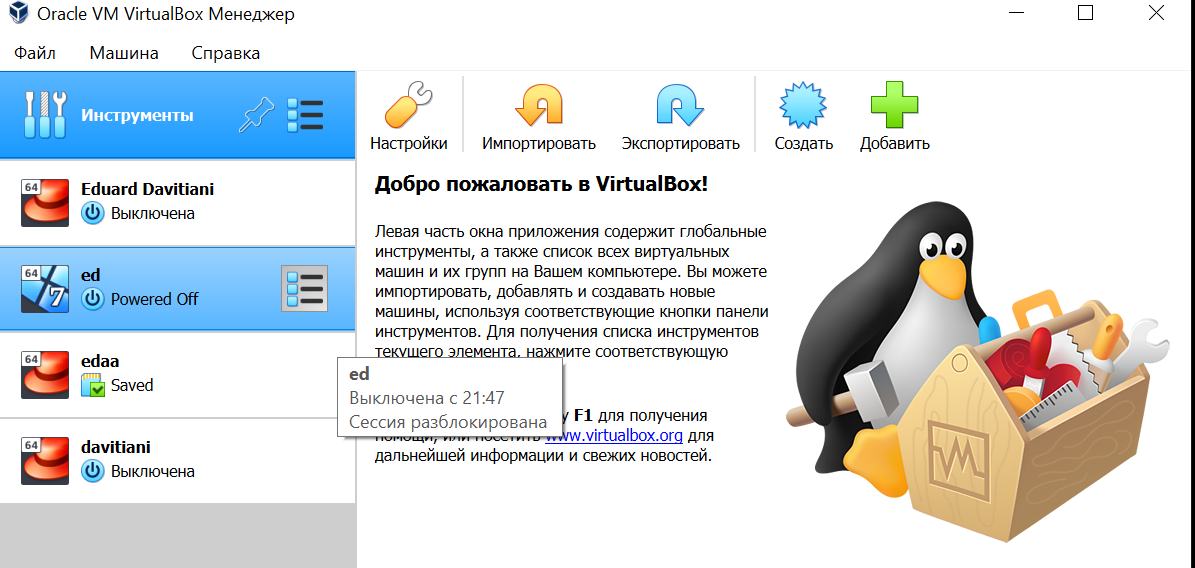 Oracle VM VirtualBox Менеджер
Файл Машина Справка
Инструменты
64
Eduard Davitiani
Выключена
64
7
ed
Powered Off
64
edaa
Saved
64
davitiani
Выключена
Настройки Импортировать Экспортировать Создать Добавить
Добро пожаловать в VirtualBox!
Левая часть окна приложения содержит глобальные
инструменты, а также список всех виртуальных
машин и их групп на Вашем компьютере. Вы можете
импортировать, добавлять и создавать новые
машины, используя соответствующие кнопки панели
инструментов. Для получения списка инструментов
текущего элемента, нажмите соответствующую
ed
Выключена с 21:47
Сессия разблокирована
у F1 для получения
помощи, или посетить www.virtualbox.org для
дальнейшей информации и свежих новостей.
VM